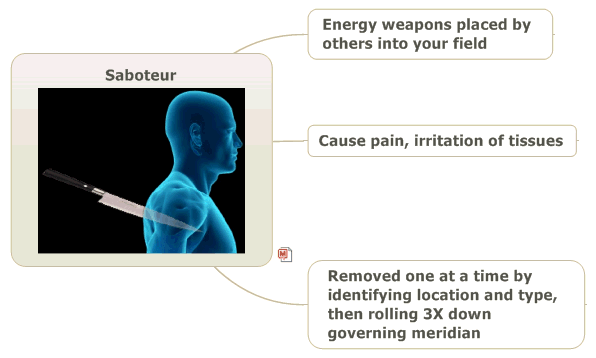 Energy weapons placed by
others into your field
Saboteur
Cause pain, irritation of tissues
Removed one at a time by
identifying location and type,
then rolling 3X down
governing meridian